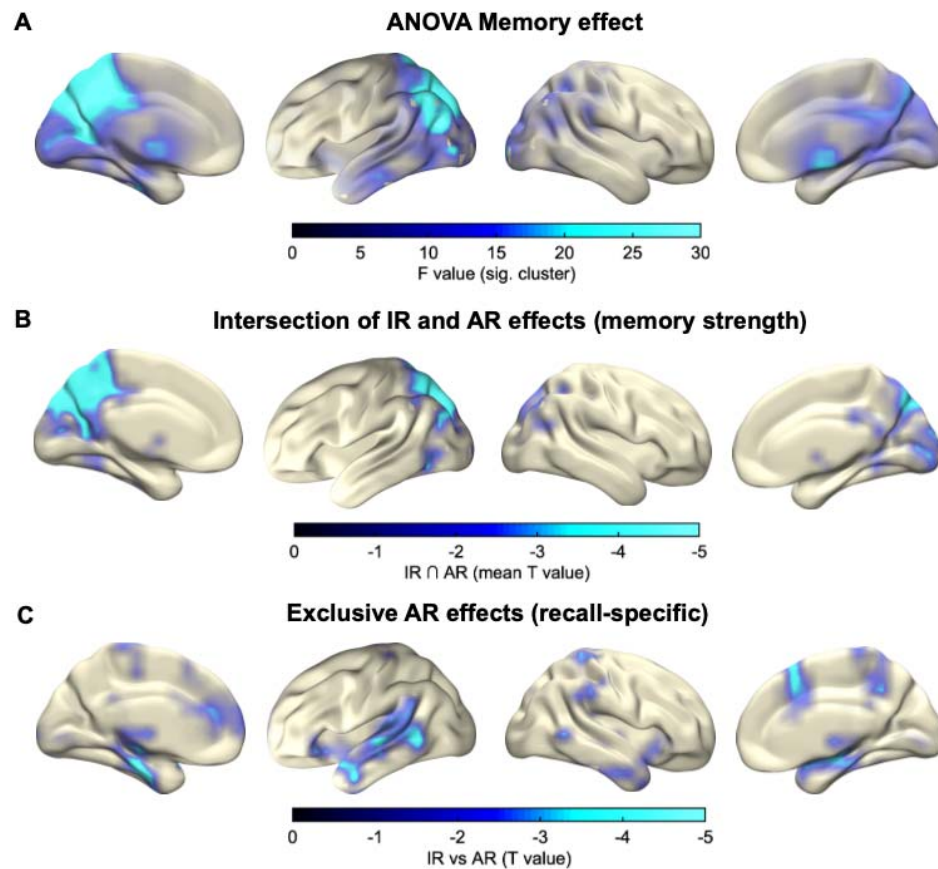 A
ANOVA Memory effect
0 5 10 15 20 25 30
F value (sig. cluster)
B
Intersection of IR and AR effects (memory strength)
0 -1 -2 -3 -4 -5
IR ∩ AR (mean T value)
C
Exclusive AR effects (recall-specific)
0 -1 -2 -3 -4 -5
IR vs AR (T value)